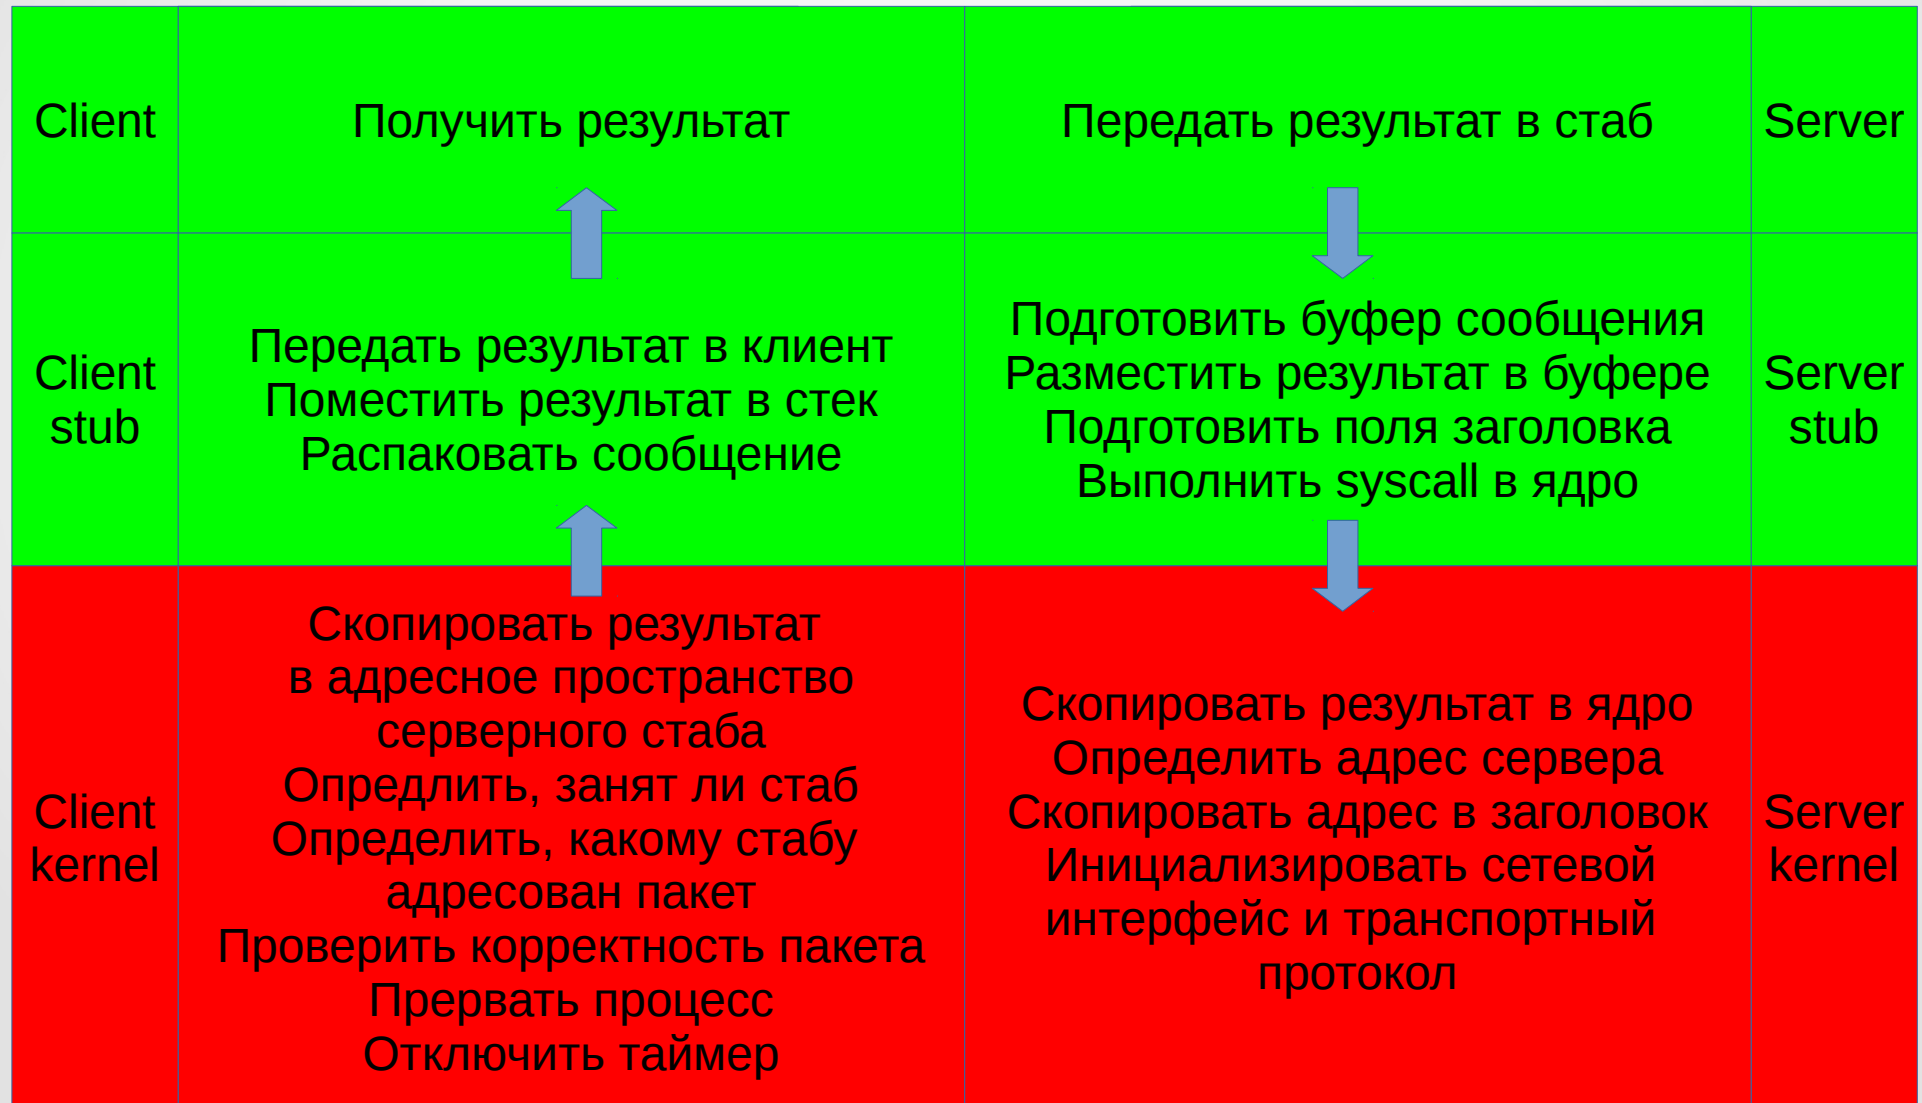 Client
Получить результат
Передать результат в стаб
Server
Client
stub
Передать результат в клиент
Поместить результат в стек
Распаковать сообщение
Подготовить буфер сообщения
Разместить результат в буфере
Подготовить поля заголовка
Выполнить syscall в ядро
Server
stub
Client
kernel
Скопировать результат
в адресное пространство
серверного стаба
Опредлить, занят ли стаб
Определить, какому стабу
адресован пакет
Проверить корректность пакета
Прервать процесс
Отключить таймер
Скопировать результат в ядро
Определить адрес сервера
Скопировать адрес в заголовок
Инициализировать сетевой
интерфейс и транспортный
протокол
Server
kernel